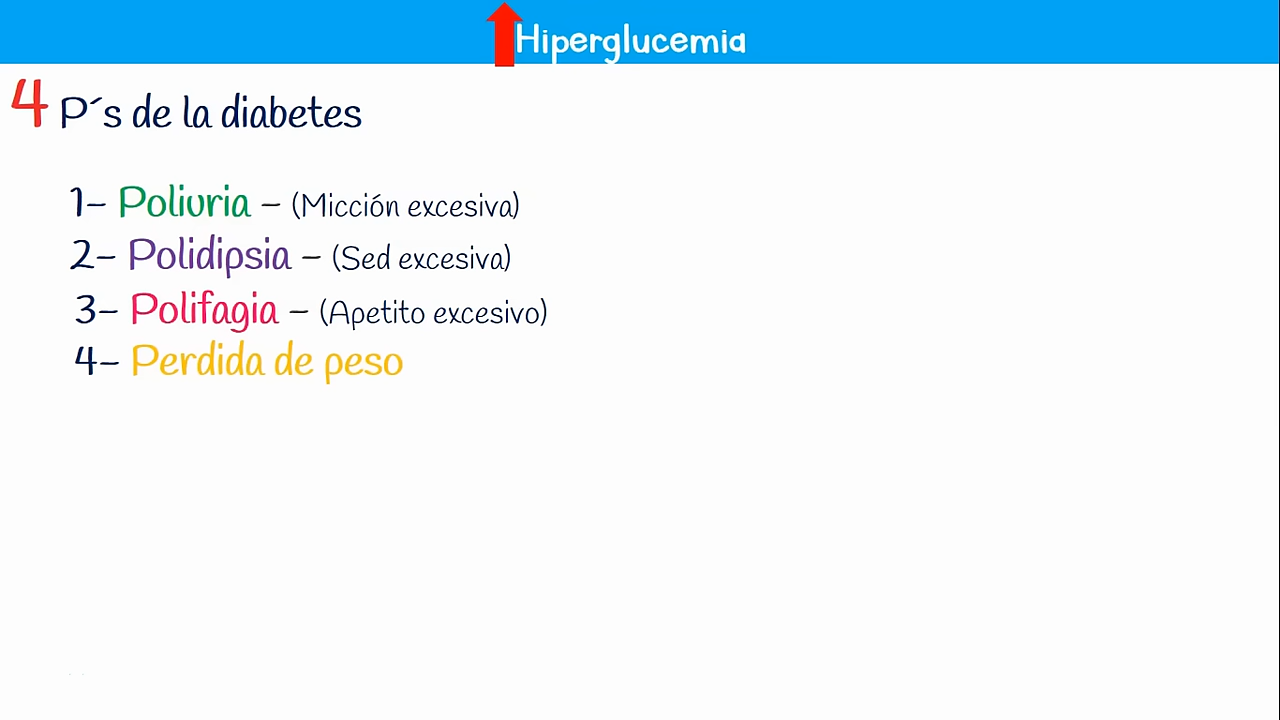 Hiperglucemia
4 P´s de la diabetes
1- Poliuria - (Micción excesiva)
2- Polidipsia - (Sed excesiva)
3- Polifagia - (Apetito excesivo)
4- Perdida de peso